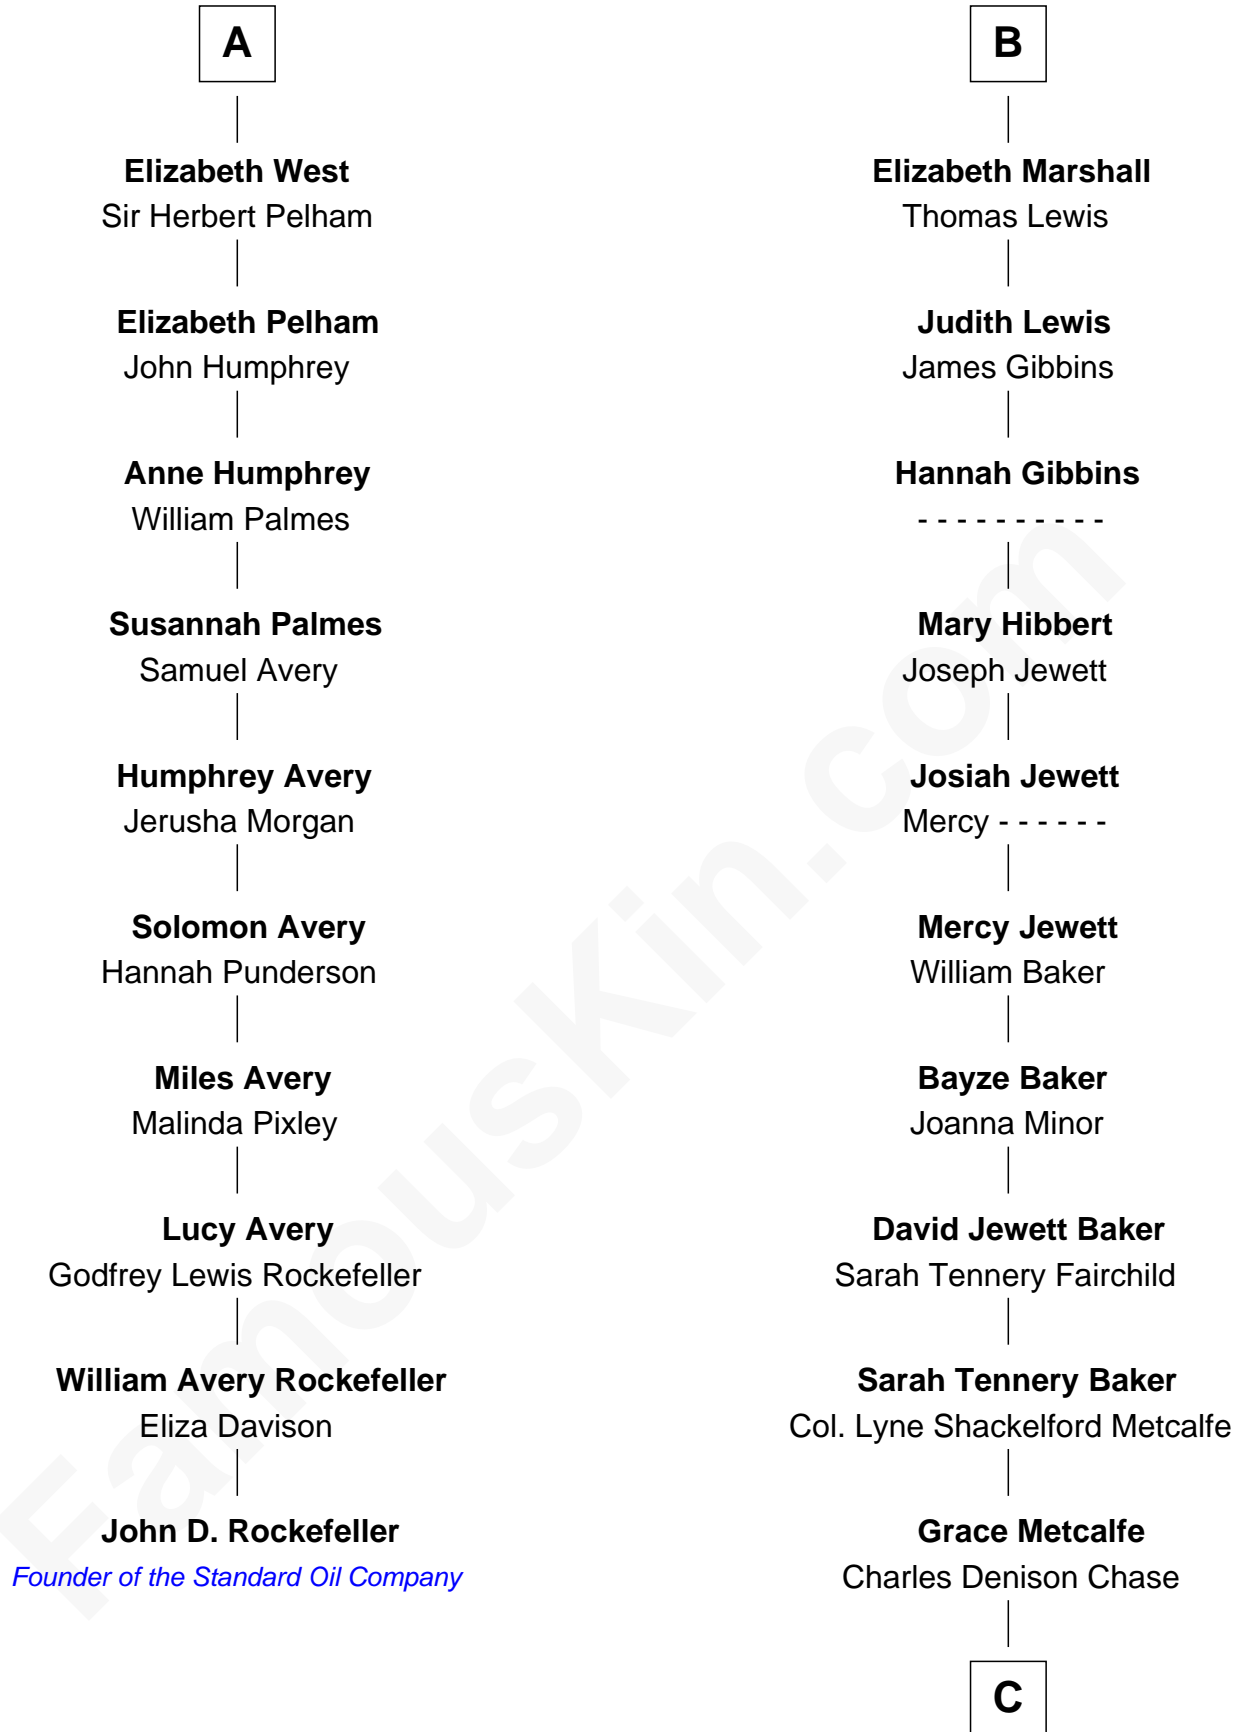 A
Elizabeth West
Sir Herbert Pelham
Elizabeth Pelham
John Humphrey
Anne Humphrey
William Palmes
Susannah Palmes
Samuel Avery
Humphrey Avery
Jerusha Morgan
Solomon Avery
Hannah Punderson
Miles Avery
Malinda Pixley
Lucy Avery
Godfrey Lewis Rockefeller
William Avery Rockefeller
Eliza Davison
John D. Rockefeller
Founder of the Standard Oil Company
B
Elizabeth Marshall
Thomas Lewis
Judith Lewis
James Gibbins
Hannah Gibbins
- - - - - - - - - -
Mary Hibbert
Joseph Jewett
Josiah Jewett
Mercy - - - - - -
Mercy Jewett
William Baker
Bayze Baker
Joanna Minor
David Jewett Baker
Sarah Tennery Fairchild
Sarah Tennery Baker
Col. Lyne Shackelford Metcalfe
Grace Metcalfe
Charles Denison Chase
C
FamousKin.com